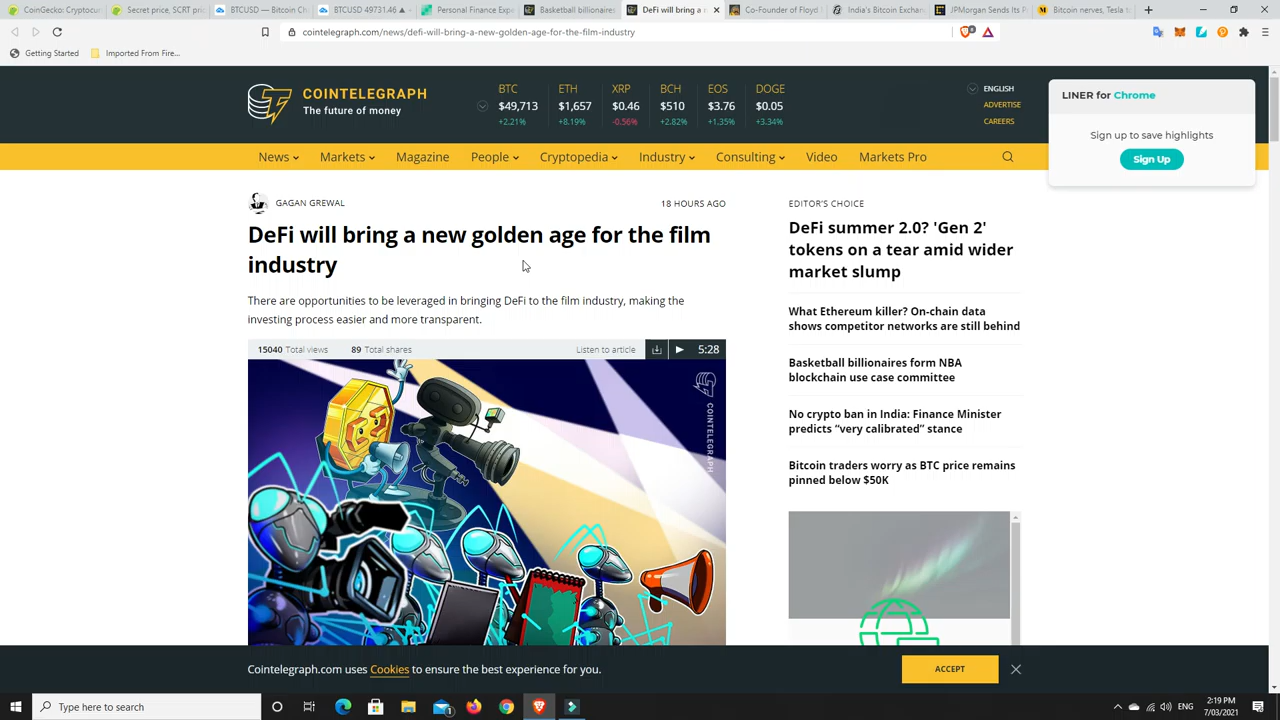 CoinGecko: Cryptocur
Secret price, SCRT pric
BTCUSD — Bitcoin Ch
BTCUSD 49731.46 ▲
Personal Finance Exp
Basketball billionaires
DeFi will bring a n
Co-Founder of Floyd
India's Bitcoin Exchan
JPMorgan Sends Its P
Bitcoin nerves, Tesla t
cointelegraph.com/news/defi-will-bring-a-new-golden-age-for-the-film-industry
Getting Started
Imported From Fire...
COINTELEGRAPH
The future of money
BTC ETH XRP BCH EOS DOGE
$49,713 $1,657 $0.46 $510 $3.76 $0.05
+2.21% +8.19% -0.56% +2.82% +1.35% +3.34%
ENGLISH
ADVERTISE
CAREERS
LINER for Chrome
Sign up to save highlights
Sign Up
News Markets Magazine People Cryptopedia Industry Consulting Video Markets Pro
GAGAN GREWAL
18 HOURS AGO
DeFi will bring a new golden age for the film
industry
There are opportunities to be leveraged in bringing DeFi to the film industry, making the
investing process easier and more transparent.
15040 Total views 89 Total shares Listen to article 5:28
COINTELEGRAPH
EDITOR'S CHOICE
DeFi summer 2.0? 'Gen 2'
tokens on a tear amid wider
market slump
What Ethereum killer? On-chain data
shows competitor networks are still behind
Basketball billionaires form NBA
blockchain use case committee
No crypto ban in India: Finance Minister
predicts “very calibrated” stance
Bitcoin traders worry as BTC price remains
pinned below $50K
Cointelegraph.com uses Cookies to ensure the best experience for you.
ACCEPT
Type here to search
ENG
2:19 PM
7/03/2021